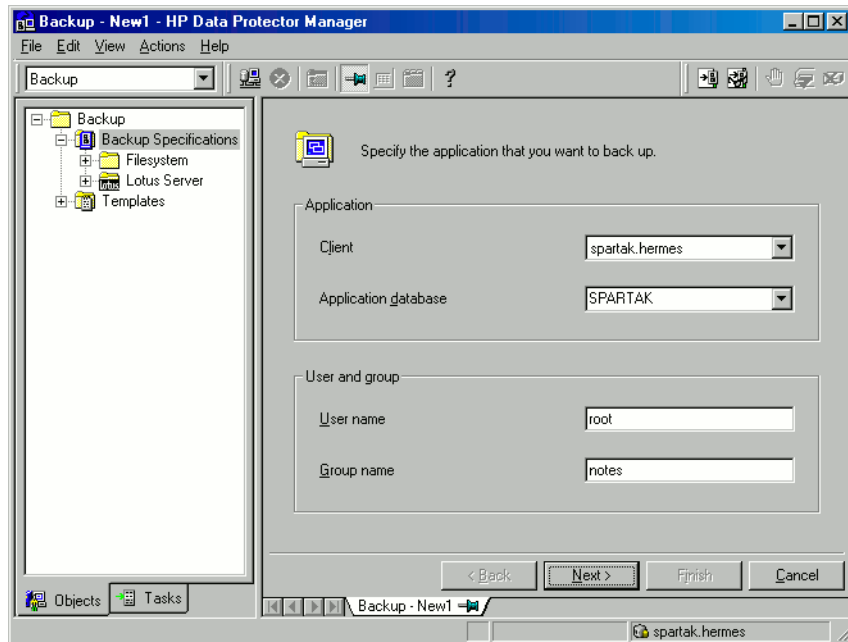 Backup - New1 - HP Data Protector Manager
File Edit View Actions Help
Backup
?
Backup
Backup Specifications
Filesystem
Lotus Server
Templates
Specify the application that you want to back up.
Application
Client
spartak.hermes
Application database
SPARTAK
User and group
User name
root
Group name
notes
< Back Next > Finish Cancel
Objects Tasks
Backup - New1
spartak.hermes